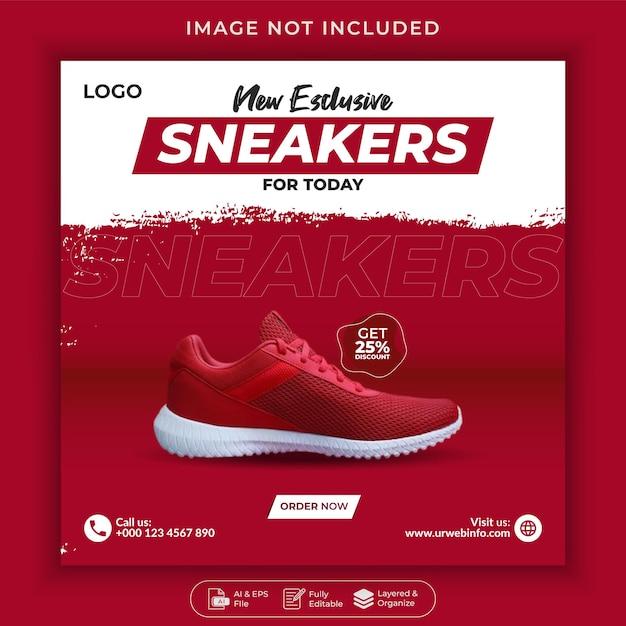 IMAGE NOT INCLUDED
LOGO
New Esclusive
SNEAKERS
FOR TODAY
SNEAKERS
GET
25%
DISCOUNT
ORDER NOW
Call us:
+000 123 4567 890
Visit us:
www.urwebinfo.com
AI & EPS
File
Fully
Editable
Layered &
Organize